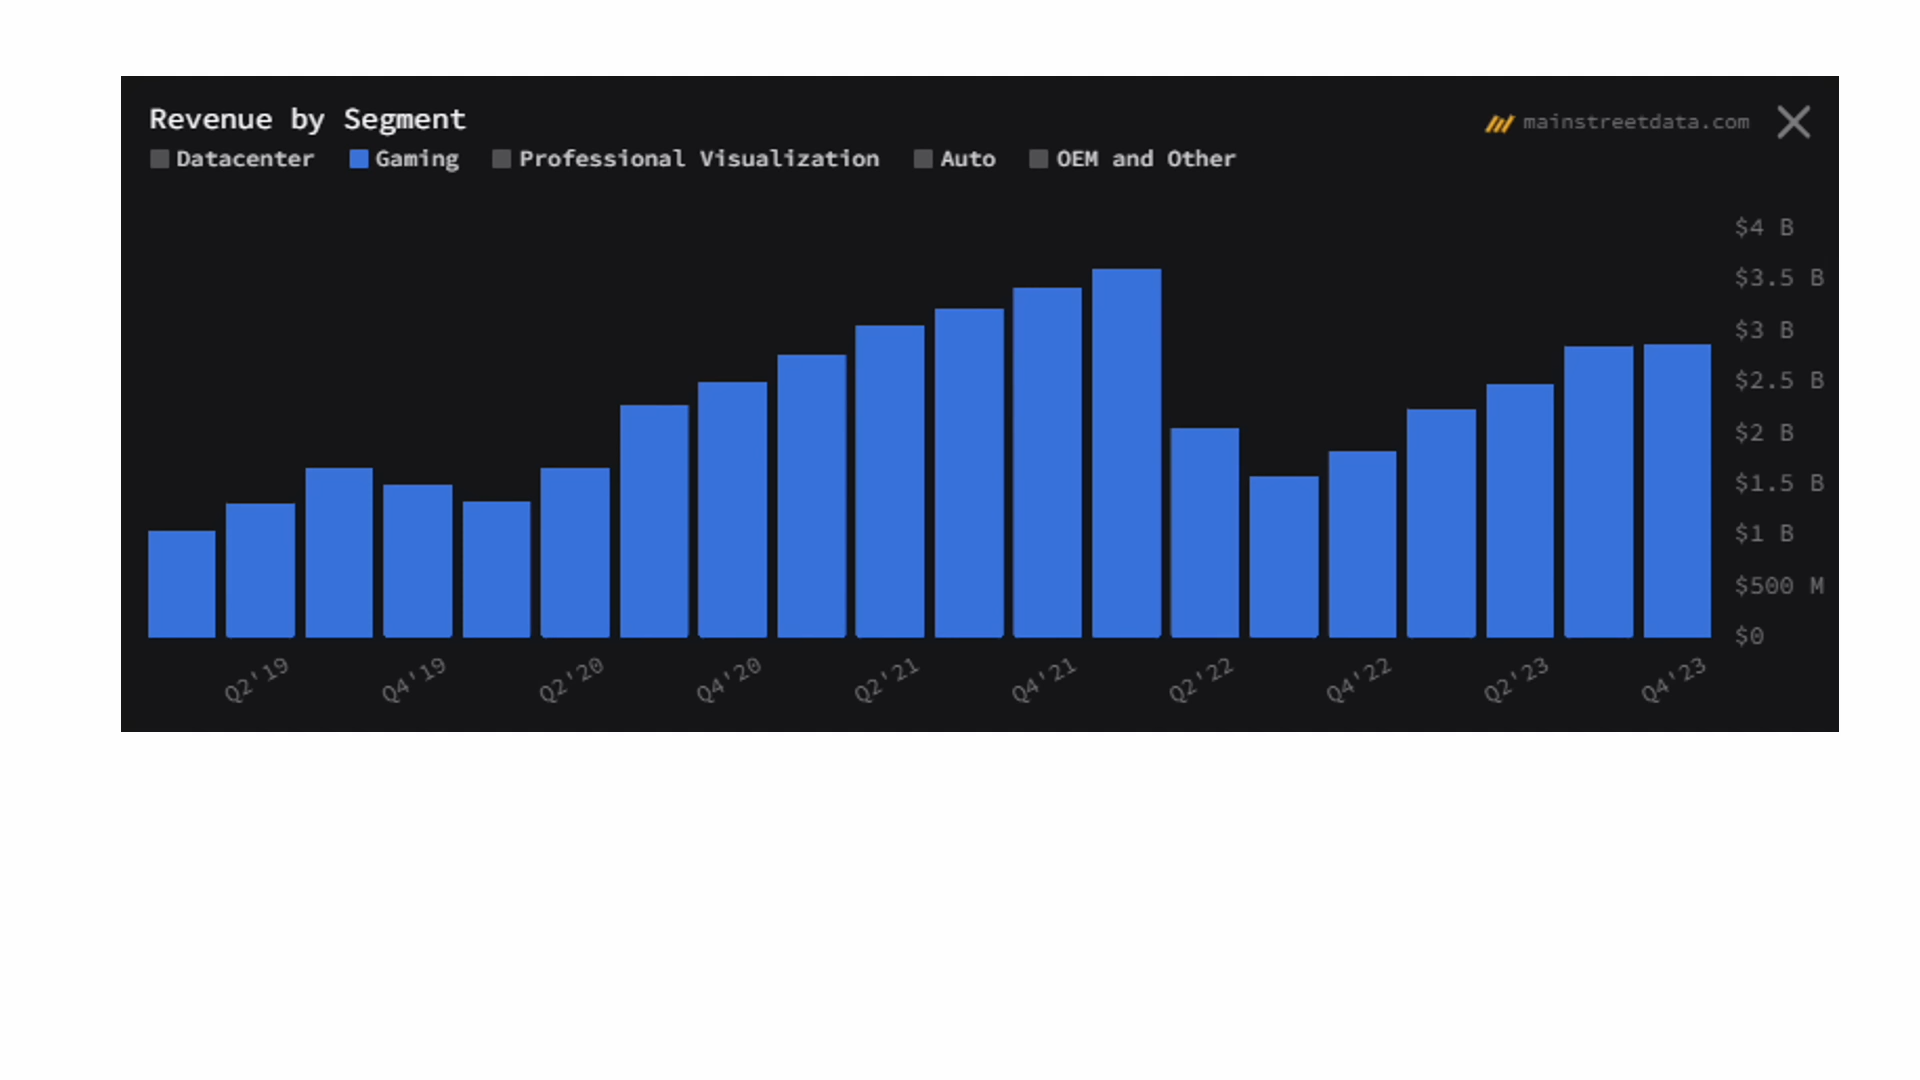 Revenue by Segment
mainstreetdata.com
Datacenter Gaming Professional Visualization Auto OEM and Other
$4 B
$3.5 B
$3 B
$2.5 B
$2 B
$1.5 B
$1 B
$500 M
$0
Q2'19 Q4'19 Q2'20 Q4'20 Q2'21 Q4'21 Q2'22 Q4'22 Q2'23 Q4'23